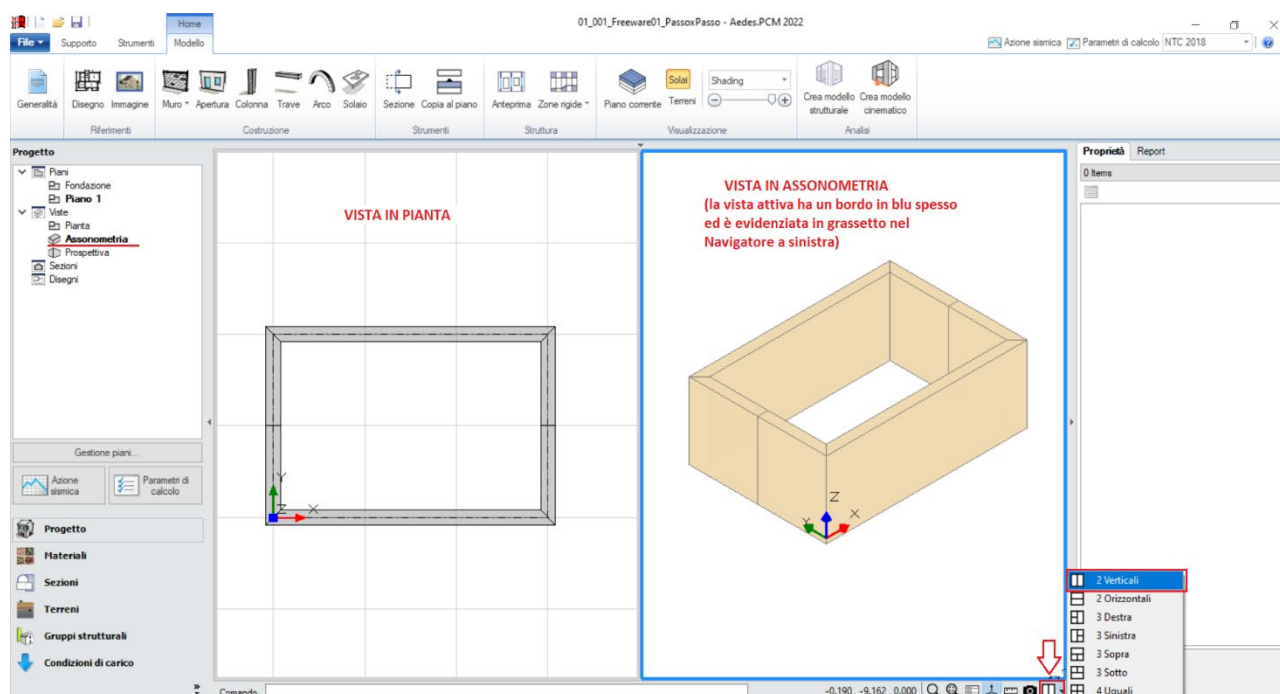 01_001_Freeware01_PassoxPasso - Aedes.PCM 2022
Home
File Supporto Strumenti Modello
Azione sismica Parametri di calcolo NTC 2018
Generalità Disegno Immagine Muro Apertura Colonna Trave Arco Solaio Sezione Copia al piano Anteprima Zone rigide Piano corrente Solai Terreni Shading Crea modello strutturale Crea modello cinematico
Riferimenti Costruzione Strumenti Struttura Visualizzazione Analisi
Progetto
Piani
Fondazione
Piano 1
Viste
Pianta
Assonometria
Prospettiva
Sezioni
Disegni
Gestione piani...
Azione sismica
Parametri di calcolo
Progetto
Materiali
Sezioni
Terreni
Gruppi strutturali
Condizioni di carico
VISTA IN PIANTA
Y
Z X
VISTA IN ASSONOMETRIA
(la vista attiva ha un bordo in blu spesso
ed è evidenziata in grassetto nel
Navigatore a sinistra)
Z
Y X
Proprietà Report
0 Items
2 Verticali
2 Orizzontali
3 Destra
3 Sinistra
3 Sopra
3 Sotto
4 Uguali
Comando
-0.190 -9.162 0.000